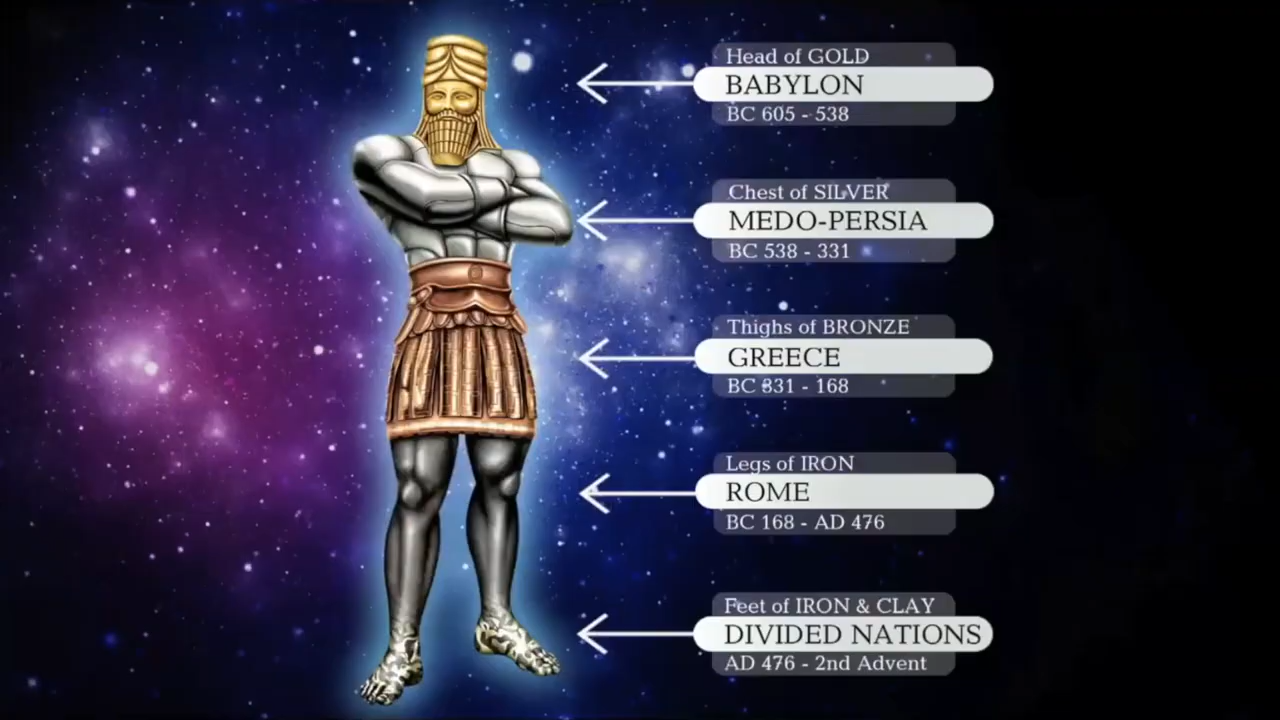 Head of GOLD
BABYLON
BC 605 - 538
Chest of SILVER
MEDO-PERSIA
BC 538 - 331
Thighs of BRONZE
GREECE
BC 331 - 168
Legs of IRON
ROME
BC 168 - AD 476
Feet of IRON & CLAY
DIVIDED NATIONS
AD 476 - 2nd Advent